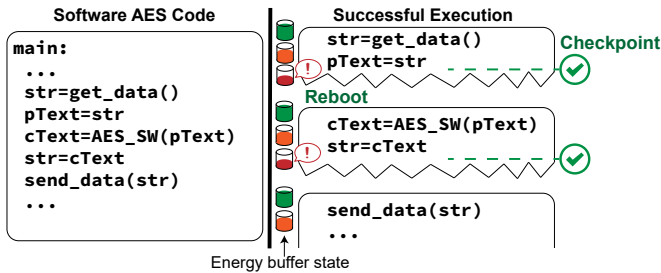 Software AES Code
main:
...
str=get_data()
pText=str
cText=AES_SW(pText)
str=cText
send_data(str)
...
Successful Execution
str=get_data()
pText=str
!
Checkpoint
Reboot
cText=AES_SW(pText)
str=cText
!
send_data(str)
...
Energy buffer state